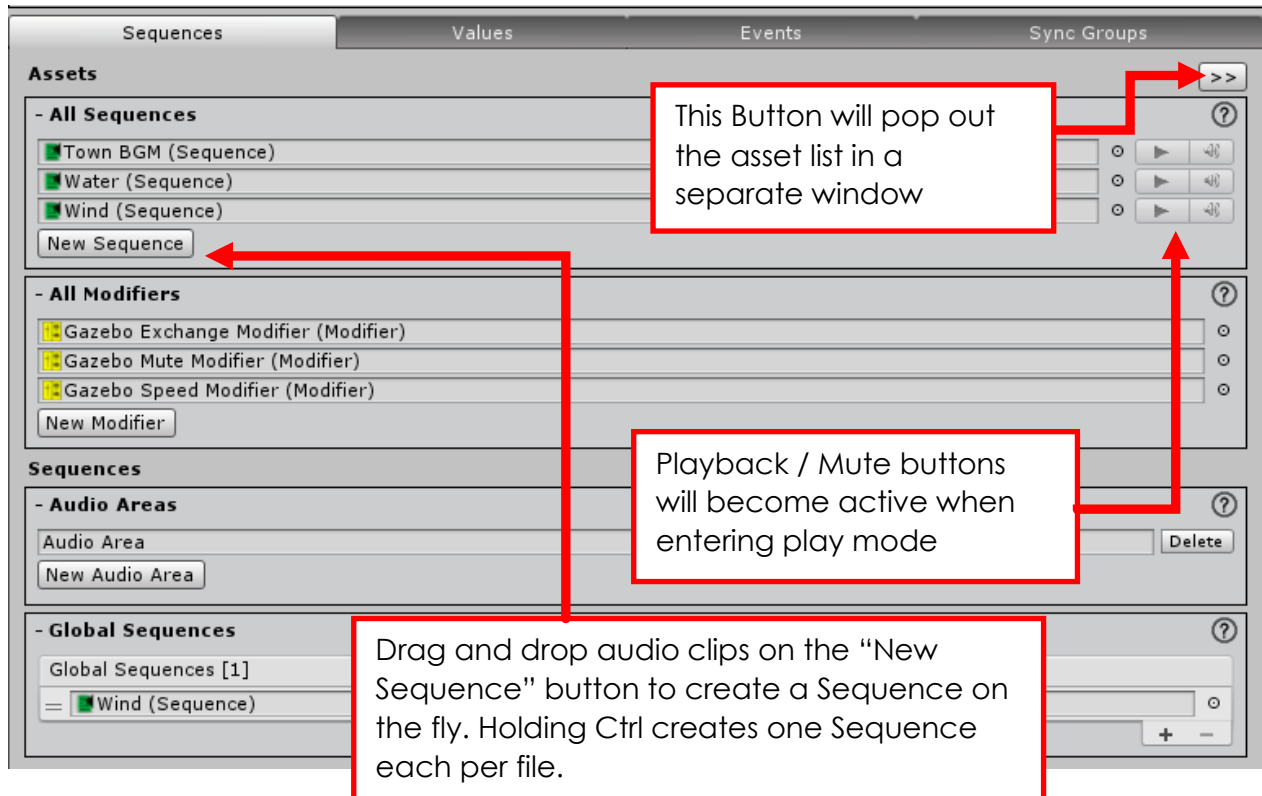 Sequences Values Events Sync Groups
Assets
>>
- All Sequences
?
Town BGM (Sequence)
Water (Sequence)
Wind (Sequence)
New Sequence
This Button will pop out
the asset list in a
separate window
- All Modifiers
?
Gazebo Exchange Modifier (Modifier)
Gazebo Mute Modifier (Modifier)
Gazebo Speed Modifier (Modifier)
New Modifier
Playback / Mute buttons
will become active when
entering play mode
Sequences
- Audio Areas
?
Audio Area
Delete
New Audio Area
- Global Sequences
?
Global Sequences [1]
Wind (Sequence)
+ −
Drag and drop audio clips on the “New
Sequence” button to create a Sequence on
the fly. Holding Ctrl creates one Sequence
each per file.